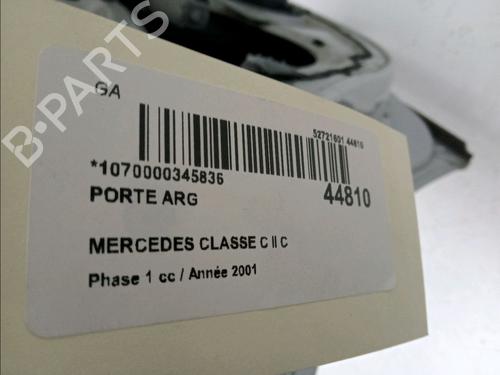 B-PARTS
GA
52721601 44810
*1070000345836
PORTE ARG
44810
MERCEDES CLASSE C II C
Phase 1 cc / Année 2001